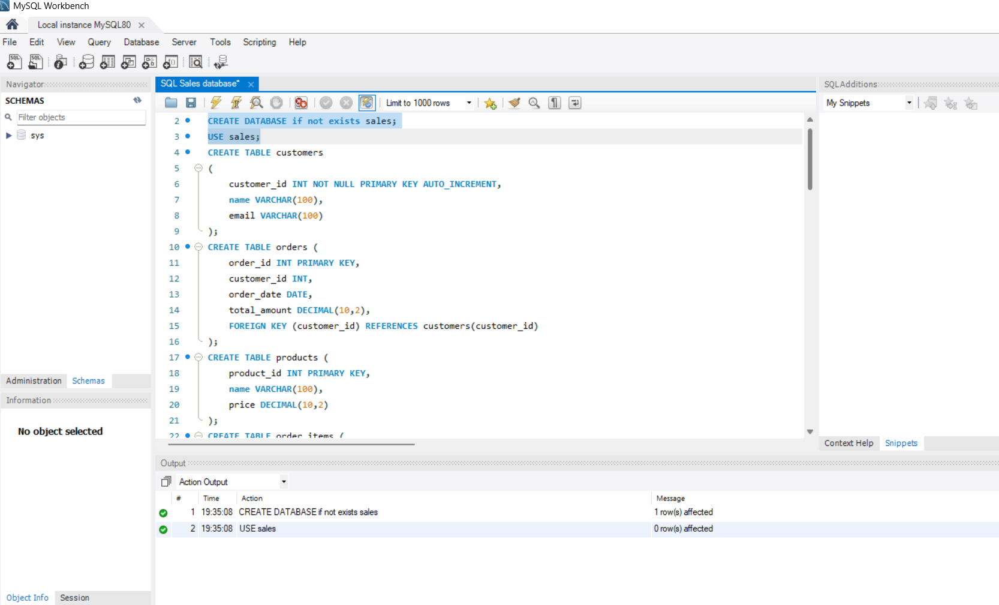 MySQL Workbench
Local instance MySQL80
File Edit View Query Database Server Tools Scripting Help
Navigator
SCHEMAS
Filter objects
sys
Administration Schemas
Information
No object selected
Object Info Session
SQL Sales database*
Limit to 1000 rows
2 CREATE DATABASE if not exists sales;
3 USE sales;
4 CREATE TABLE customers
5 (
6 customer_id INT NOT NULL PRIMARY KEY AUTO_INCREMENT,
7 name VARCHAR(100),
8 email VARCHAR(100)
9 );
10 CREATE TABLE orders (
11 order_id INT PRIMARY KEY,
12 customer_id INT,
13 order_date DATE,
14 total_amount DECIMAL(10,2),
15 FOREIGN KEY (customer_id) REFERENCES customers(customer_id)
16 );
17 CREATE TABLE products (
18 product_id INT PRIMARY KEY,
19 name VARCHAR(100),
20 price DECIMAL(10,2)
21 );
22 CREATE TABLE order_items (
SQLAdditions
My Snippets
Context Help Snippets
Output
Action Output
# Time Action Message
1 19:35:08 CREATE DATABASE if not exists sales 1 row(s) affected
2 19:35:08 USE sales 0 row(s) affected